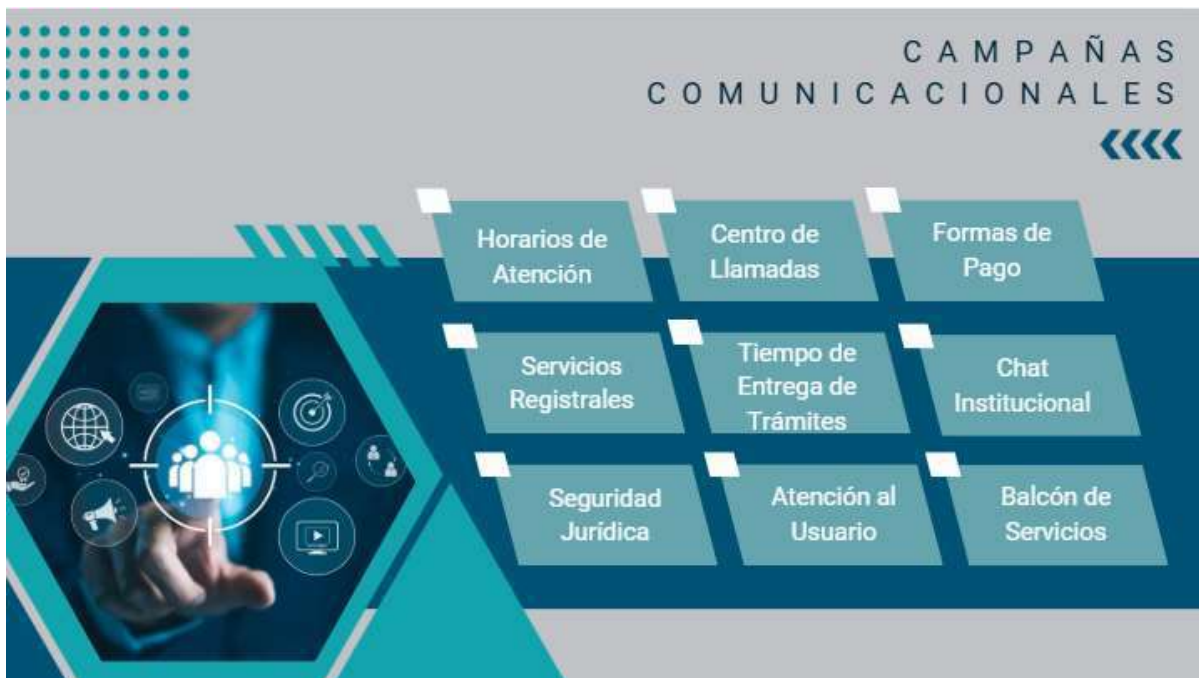 CAMPAÑAS
COMUNICACIONALES
Horarios de
Atención
Centro de
Llamadas
Formas de
Pago
Servicios
Registrales
Tiempo de
Entrega de
Trámites
Chat
Institucional
Seguridad
Jurídica
Atención al
Usuario
Balcón de
Servicios